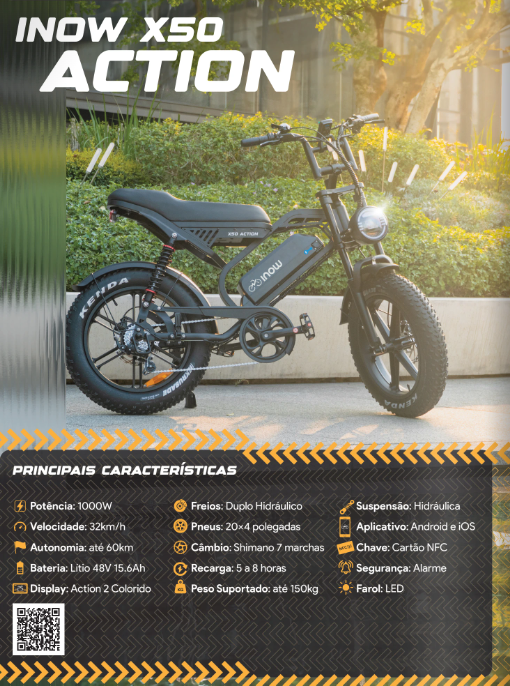 INOW X50
ACTION
X50 ACTION
inow
KENDA
KENDA
PRINCIPAIS CARACTERÍSTICAS
Potência: 1000W
Velocidade: 32km/h
Autonomia: até 60km
Bateria: Lítio 48V 15.6Ah
Display: Action 2 Colorido
Freios: Duplo Hidráulico
Pneus: 20×4 polegadas
Câmbio: Shimano 7 marchas
Recarga: 5 a 8 horas
Peso Suportado: até 150kg
Suspensão: Hidráulica
Aplicativo: Android e iOS
Chave: Cartão NFC
Segurança: Alarme
Farol: LED